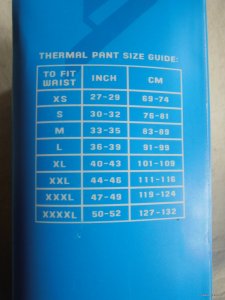 THERMAL PANT SIZE GUIDE:
TO FIT WAIST INCH CM
XS 27-29 69-74
S 30-32 76-81
M 33-35 83-89
L 36-39 91-99
XL 40-43 101-109
XXL 44-46 111-116
XXXL 47-49 119-124
XXXXL 50-52 127-132